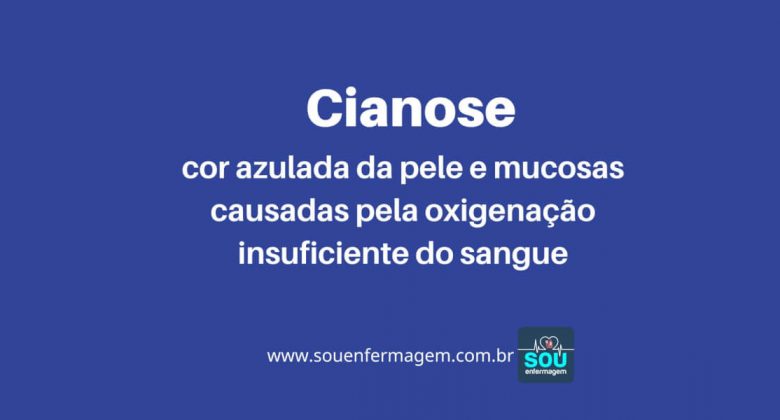 Cianose
cor azulada da pele e mucosas
causadas pela oxigenação
insuficiente do sangue
www.souenfermagem.com.br
SOU
enfermagem